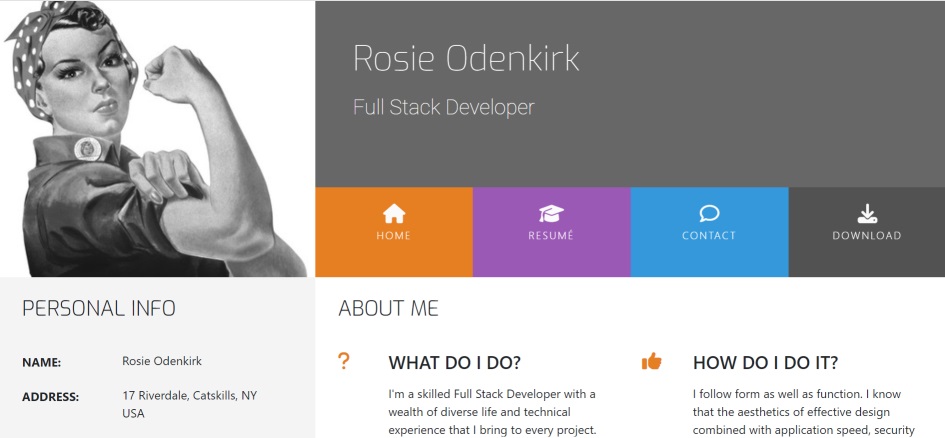 Rosie Odenkirk
Full Stack Developer
HOME
RESUMÉ
CONTACT
DOWNLOAD
PERSONAL INFO
NAME:
Rosie Odenkirk
ADDRESS:
17 Riverdale, Catskills, NY
USA
ABOUT ME
WHAT DO I DO?
I'm a skilled Full Stack Developer with a
wealth of diverse life and technical
experience that I bring to every project.
HOW DO I DO IT?
I follow form as well as function. I know
that the aesthetics of effective design
combined with application speed, security